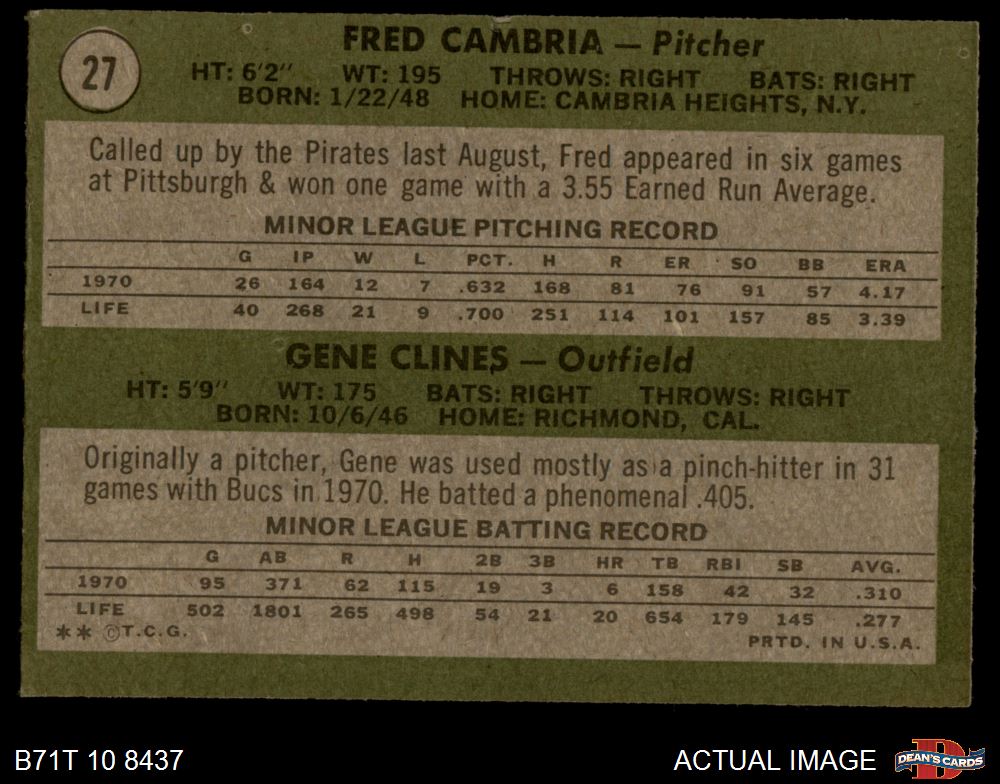 27
FRED CAMBRIA — Pitcher
HT: 6'2" WT: 195 THROWS: RIGHT BATS: RIGHT
BORN: 1/22/48 HOME: CAMBRIA HEIGHTS, N.Y.
Called up by the Pirates last August, Fred appeared in six games
at Pittsburgh & won one game with a 3.55 Earned Run Average.
MINOR LEAGUE PITCHING RECORD
G IP W L PCT. H R ER SO BB ERA
1970 26 164 12 7 .632 168 81 76 91 57 4.17
LIFE 40 268 21 9 .700 251 114 101 157 85 3.39
GENE CLINES — Outfield
HT: 5'9" WT: 175 BATS: RIGHT THROWS: RIGHT
BORN: 10/6/46 HOME: RICHMOND, CAL.
Originally a pitcher, Gene was used mostly as a pinch-hitter in 31
games with Bucs in 1970. He batted a phenomenal .405.
MINOR LEAGUE BATTING RECORD
G AB R H 2B 3B HR TB RBI SB AVG.
1970 95 371 62 115 19 3 6 158 42 32 .310
LIFE 502 1801 265 498 54 21 20 654 179 145 .277
** ©T.C.G. PRTD. IN U.S.A.
B71T 10 8437 ACTUAL IMAGE DEAN'S CARDS